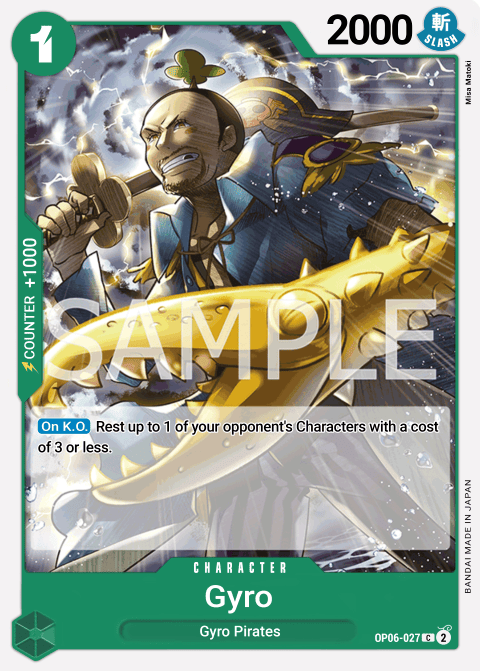 1
2000
斬
SLASH
Misa Matoki
COUNTER +1000
SAMPLE
On K.O. Rest up to 1 of your opponent's Characters with a cost
of 3 or less.
BANDAI MADE IN JAPAN
CHARACTER
Gyro
Gyro Pirates
OP06-027 C 2